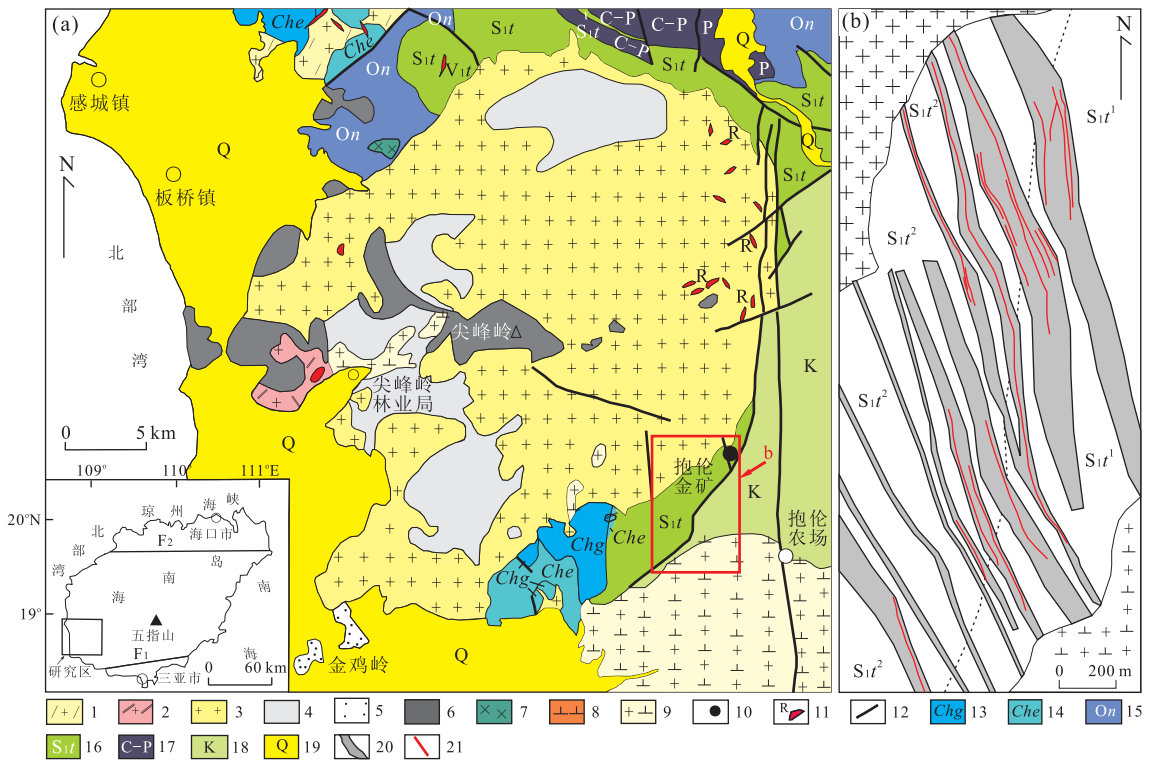 (a)
Che
Che
On
S₁t
C–P
C–P
P
Q
On
S₁t
C–P
P
On
S₁t
V₁t
S₁t
S₁t
感城镇
On
Q
R
Q
S₁t
N
板桥镇
北
部
湾
R
R
R
尖峰岭
K
尖峰岭
林业局
0 5 km
Q
b
抱伦
金矿
K
S₁t
抱伦
农场
Chg
Che
Chg
Che
Q
金鸡岭
109°
110°
111°E
20°N
19°
琼 州 海 峡
北
部
湾
F₂
海口市
海
南
岛
南
海
五指山
F₁
研究区
三亚市
0 60 km
(b)
N
S₁t²
S₁t¹
S₁t²
S₁t²
S₁t¹
S₁t²
0 200 m
1
2
3
4
5
6
7
8
9
10
R 11
12
Chg 13
Che 14
On 15
S₁t 16
C–P 17
K 18
Q 19
20
21